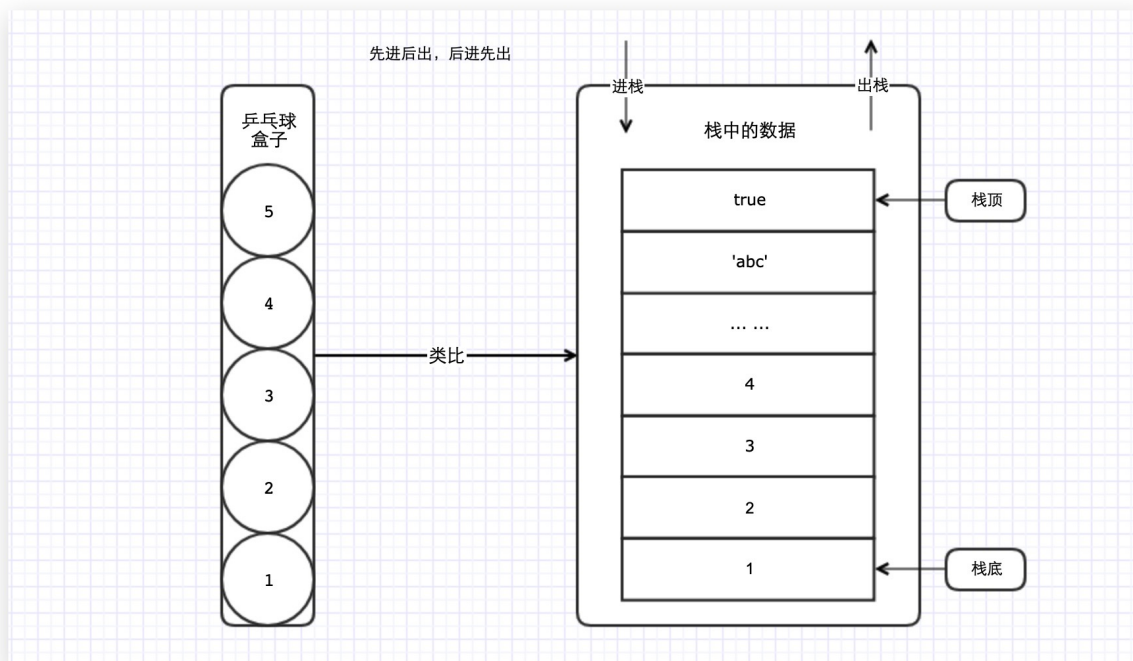 先进后出，后进先出
乒乓球
盒子
5
4
3
2
1
类比
进栈
出栈
栈中的数据
true
'abc'
... ...
4
3
2
1
栈顶
栈底